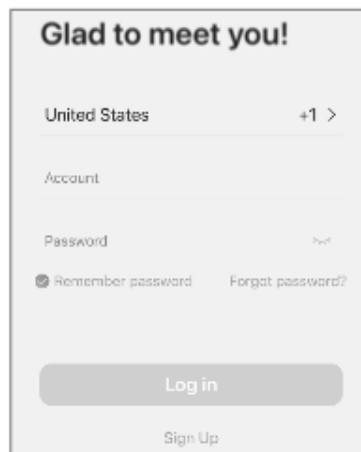 Glad to meet you!
United States +1 >
Account
Password
Remember password Forgot password?
Log in
Sign Up